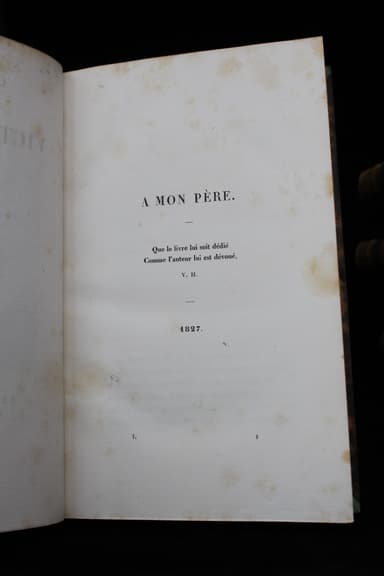 A MON PÈRE.
Que le livre lui soit dédié
Comme l'auteur lui est dévoué.
V. H.
1827.
I. 1